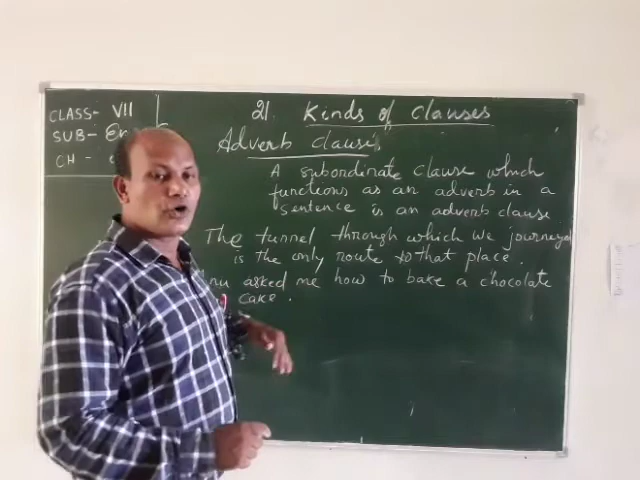 CLASS- VII
SUB- En
CH -
21. Kinds of Clauses
Adverb Clause
A subordinate clause which
functions as an adverb in a
sentence is an adverb clause
The tunnel through which we journeyed
is the only route to that place.
nu asked me how to bake a chocolate
cake.